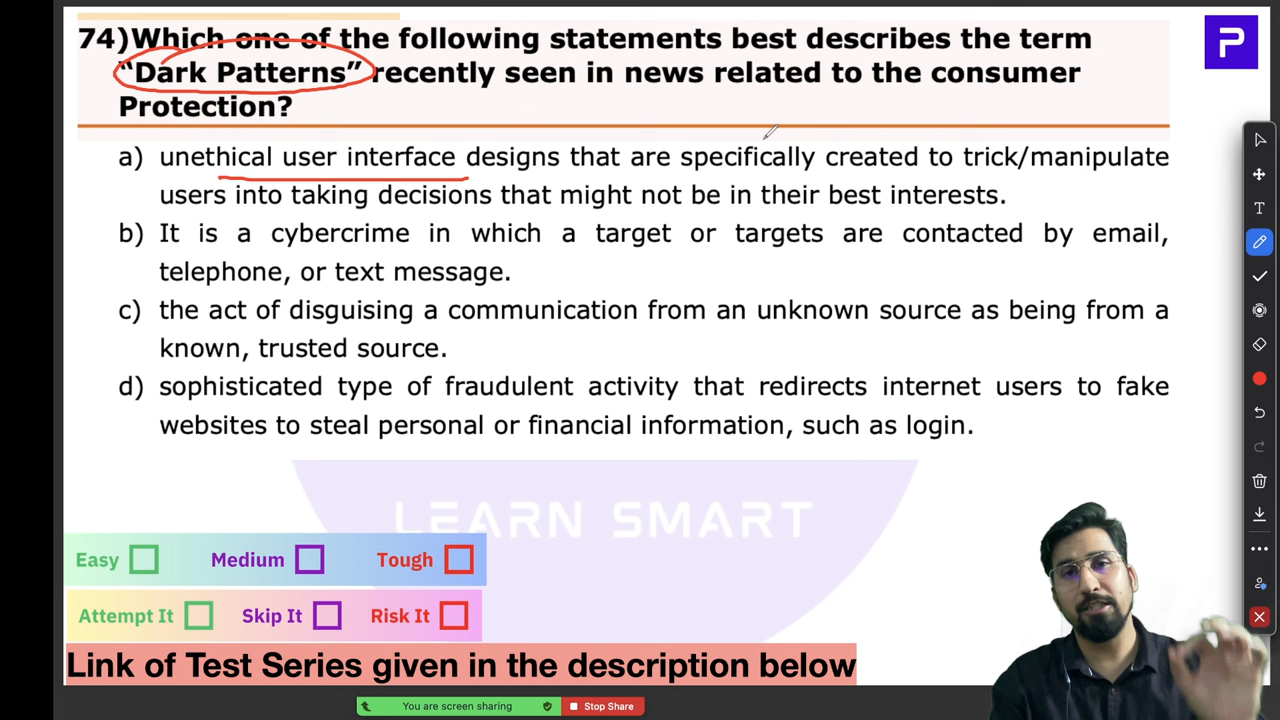 74)Which one of the following statements best describes the term
"Dark Patterns" recently seen in news related to the consumer
Protection?
a) unethical user interface designs that are specifically created to trick/manipulate
users into taking decisions that might not be in their best interests.
b) It is a cybercrime in which a target or targets are contacted by email,
telephone, or text message.
c) the act of disguising a communication from an unknown source as being from a
known, trusted source.
d) sophisticated type of fraudulent activity that redirects internet users to fake
websites to steal personal or financial information, such as login.
LEARN SMART
Easy Medium Tough
Attempt It Skip It Risk It
Link of Test Series given in the description below
You are screen sharing Stop Share